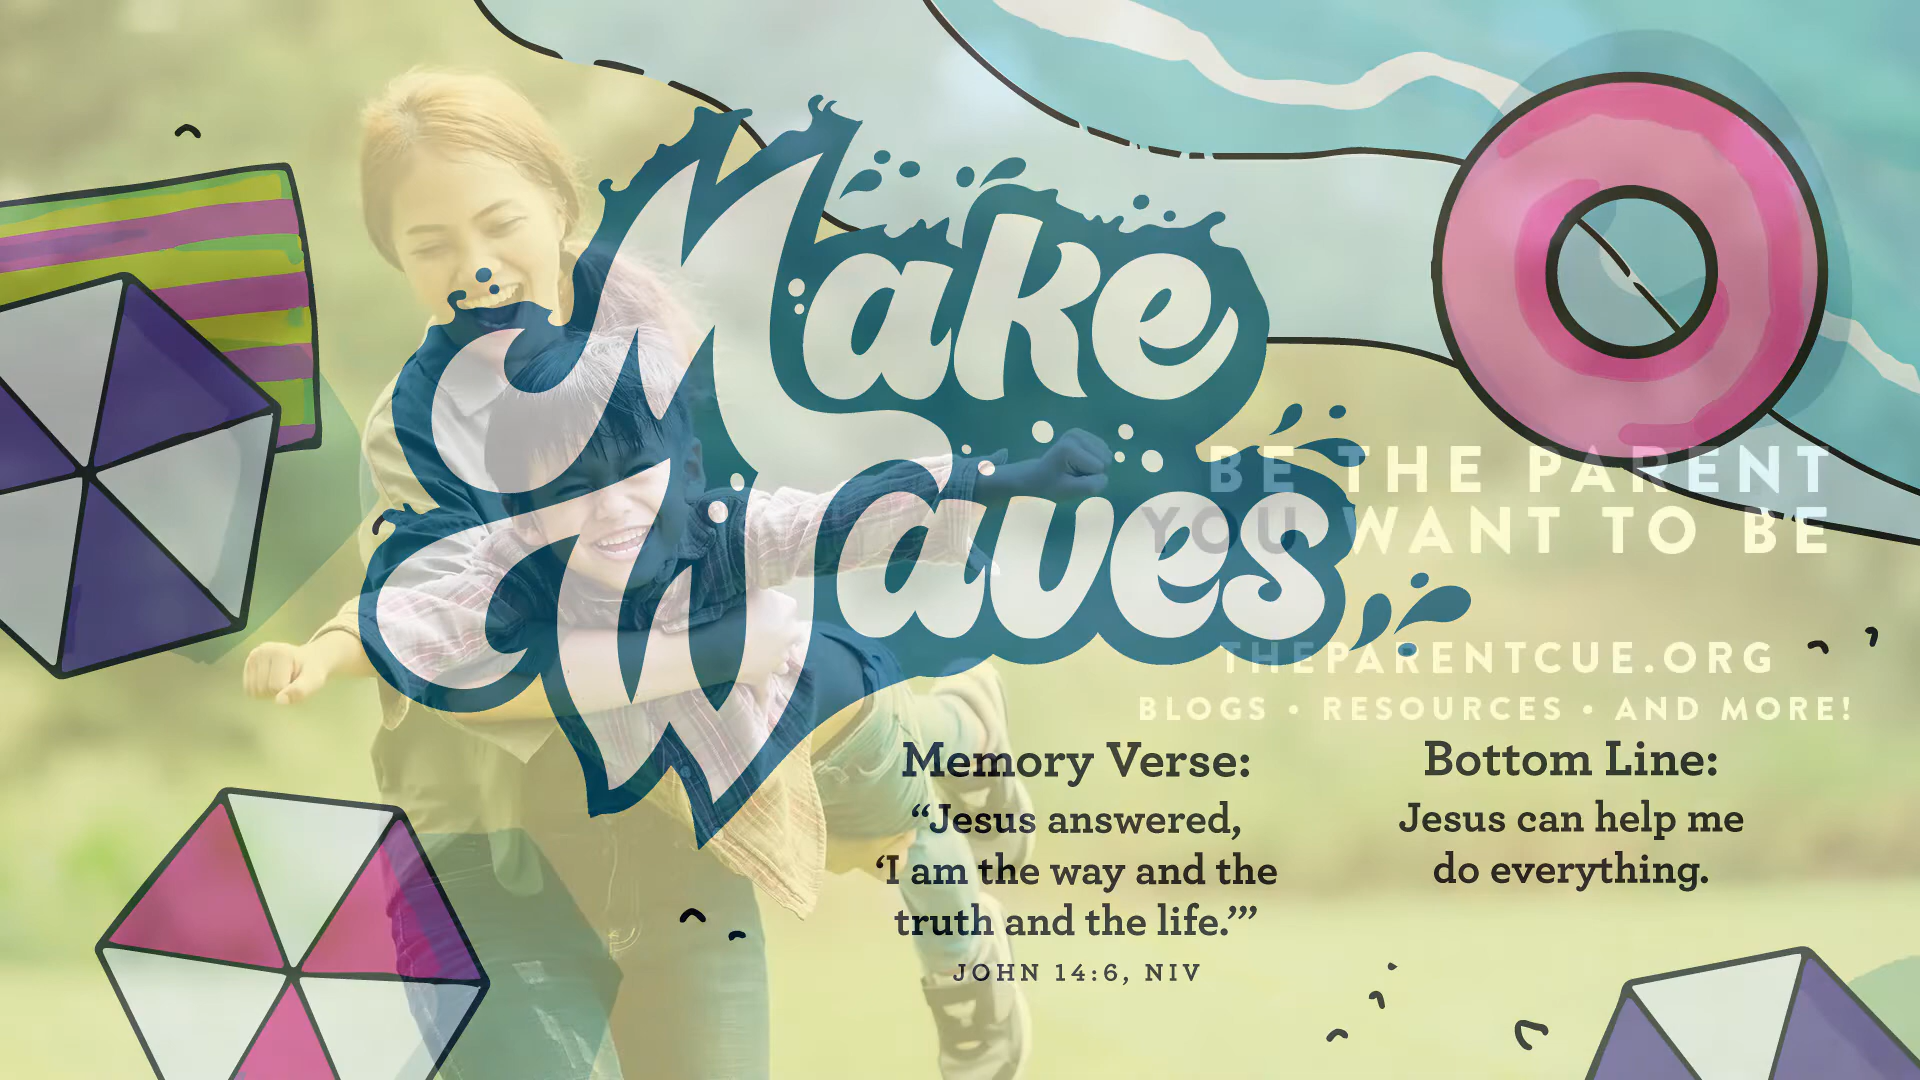 Make
Waves
BE THE PARENT
YOU WANT TO BE
THEPARENTCUE.ORG
BLOGS • RESOURCES • AND MORE!
Memory Verse:
“Jesus answered,
‘I am the way and the
truth and the life.’”
JOHN 14:6, NIV
Bottom Line:
Jesus can help me
do everything.